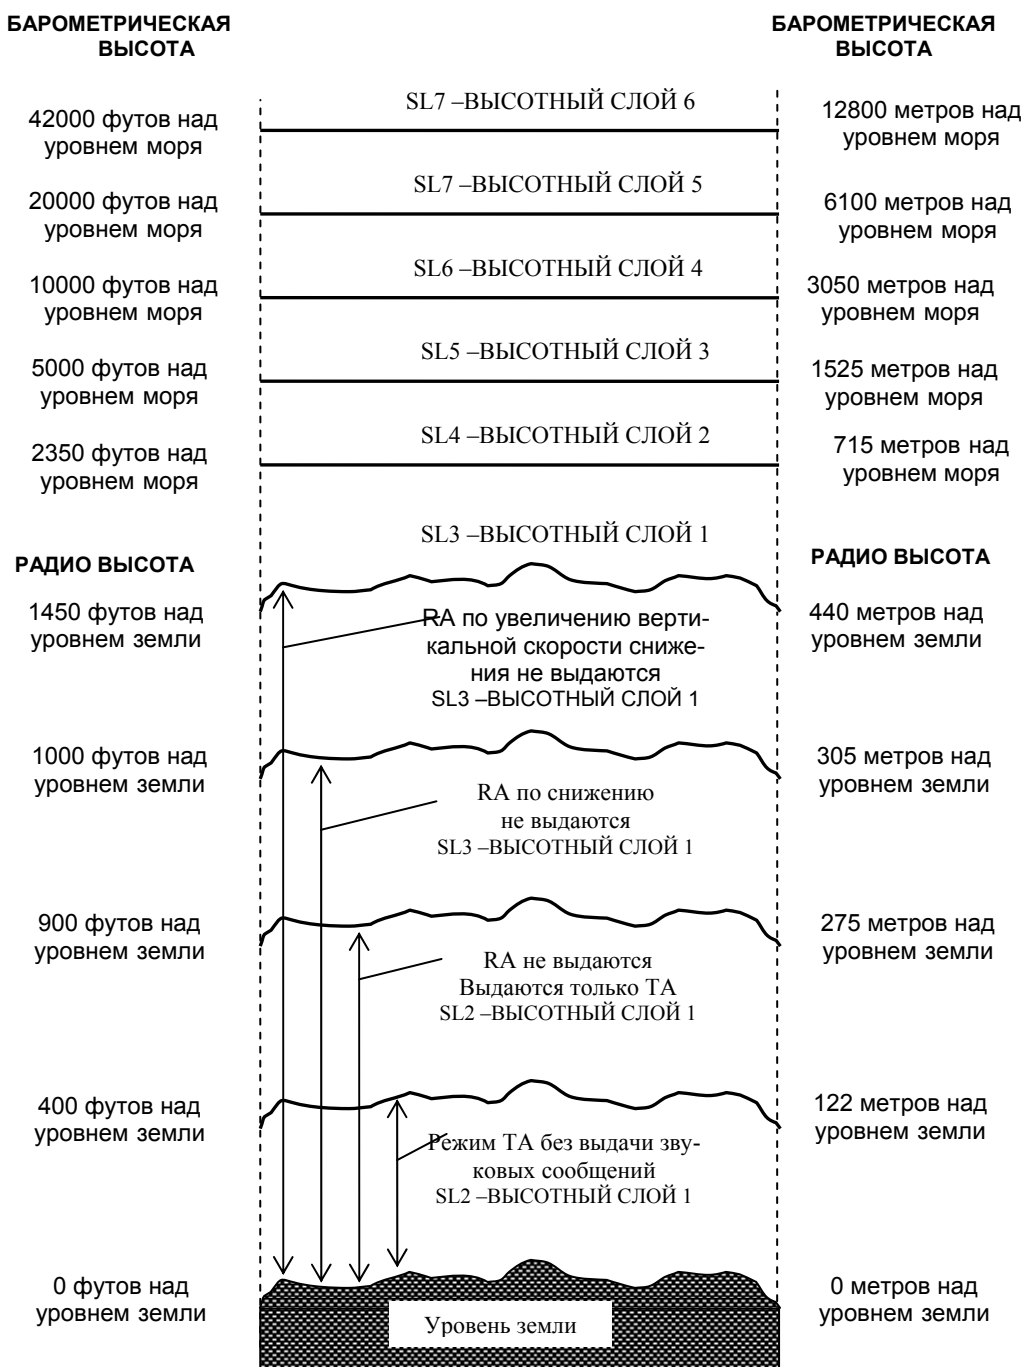 БАРОМЕТРИЧЕСКАЯ
ВЫСОТА
БАРОМЕТРИЧЕСКАЯ
ВЫСОТА
SL7 –ВЫСОТНЫЙ СЛОЙ 6
42000 футов над
уровнем моря
12800 метров над
уровнем моря
SL7 –ВЫСОТНЫЙ СЛОЙ 5
20000 футов над
уровнем моря
6100 метров над
уровнем моря
SL6 –ВЫСОТНЫЙ СЛОЙ 4
10000 футов над
уровнем моря
3050 метров над
уровнем моря
SL5 –ВЫСОТНЫЙ СЛОЙ 3
5000 футов над
уровнем моря
1525 метров над
уровнем моря
SL4 –ВЫСОТНЫЙ СЛОЙ 2
2350 футов над
уровнем моря
715 метров над
уровнем моря
SL3 –ВЫСОТНЫЙ СЛОЙ 1
РАДИО ВЫСОТА
РАДИО ВЫСОТА
1450 футов над
уровнем земли
440 метров над
уровнем земли
RA по увеличению верти-
кальной скорости сниже-
ния не выдаются
SL3 –ВЫСОТНЫЙ СЛОЙ 1
1000 футов над
уровнем земли
305 метров над
уровнем земли
RA по снижению
не выдаются
SL3 –ВЫСОТНЫЙ СЛОЙ 1
900 футов над
уровнем земли
275 метров над
уровнем земли
RA не выдаются
Выдаются только TA
SL2 –ВЫСОТНЫЙ СЛОЙ 1
400 футов над
уровнем земли
122 метров над
уровнем земли
Режим TA без выдачи зву-
ковых сообщений
SL2 –ВЫСОТНЫЙ СЛОЙ 1
0 футов над
уровнем земли
0 метров над
уровнем земли
Уровень земли